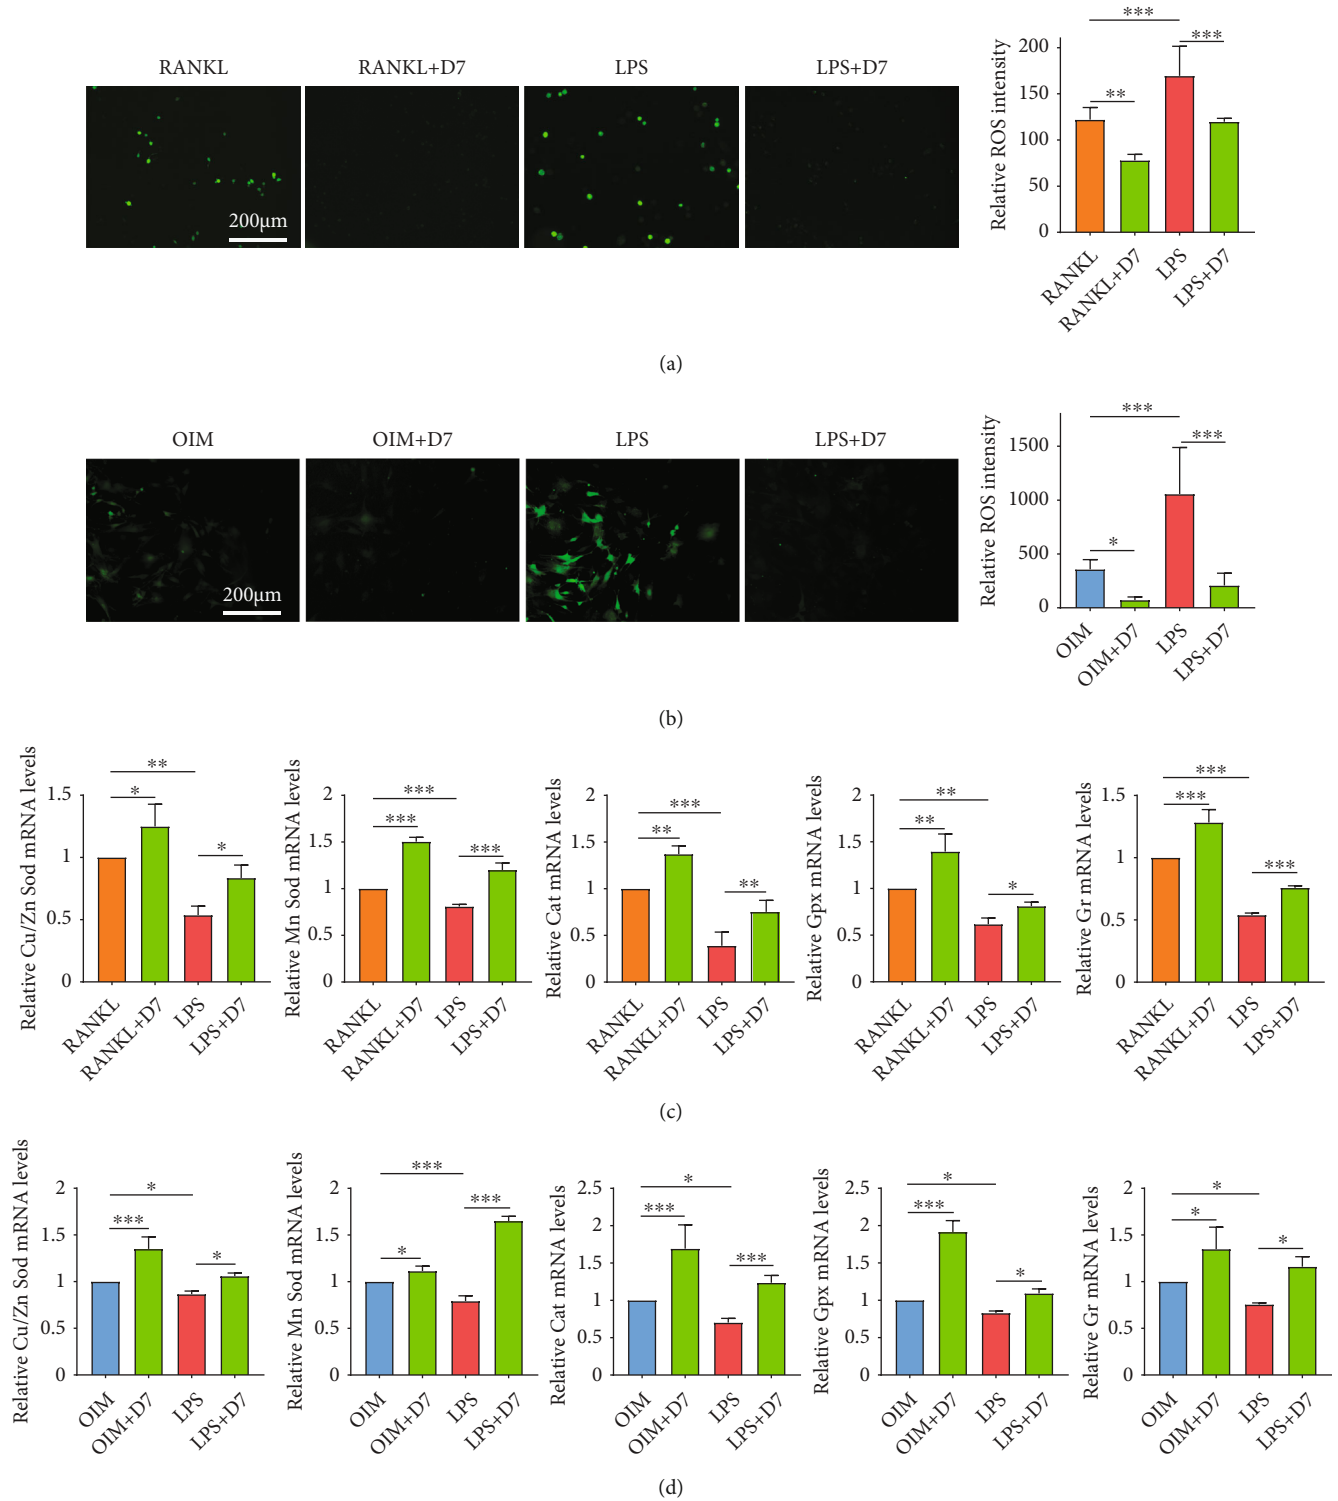 RANKL
RANKL+D7
LPS
LPS+D7
200μm
Relative ROS intensity
200
150
100
50
0
***
***
**
RANKL
RANKL+D7
LPS
LPS+D7
(a)
OIM
OIM+D7
LPS
LPS+D7
200μm
Relative ROS intensity
1500
1000
500
0
***
***
*
OIM
OIM+D7
LPS
LPS+D7
(b)
Relative Cu/Zn Sod mRNA levels
1.5
1
0.5
0
**
*
*
RANKL
RANKL+D7
LPS
LPS+D7
Relative Mn Sod mRNA levels
2
1.5
1
0.5
0
***
***
***
RANKL
RANKL+D7
LPS
LPS+D7
Relative Cat mRNA levels
2
1.5
1
0.5
0
***
**
**
RANKL
RANKL+D7
LPS
LPS+D7
Relative Gpx mRNA levels
2
1.5
1
0.5
0
**
**
*
RANKL
RANKL+D7
LPS
LPS+D7
Relative Gr mRNA levels
1.5
1
0.5
0
***
***
***
RANKL
RANKL+D7
LPS
LPS+D7
(c)
Relative Cu/Zn Sod mRNA levels
2
1.5
1
0.5
0
*
***
*
OIM
OIM+D7
LPS
LPS+D7
Relative Mn Sod mRNA levels
2
1.5
1
0.5
0
***
***
*
OIM
OIM+D7
LPS
LPS+D7
Relative Cat mRNA levels
2.5
2
1.5
1
0.5
0
*
***
***
OIM
OIM+D7
LPS
LPS+D7
Relative Gpx mRNA levels
2.5
2
1.5
1
0.5
0
*
***
*
OIM
OIM+D7
LPS
LPS+D7
Relative Gr mRNA levels
2
1.5
1
0.5
0
*
*
*
OIM
OIM+D7
LPS
LPS+D7
(d)